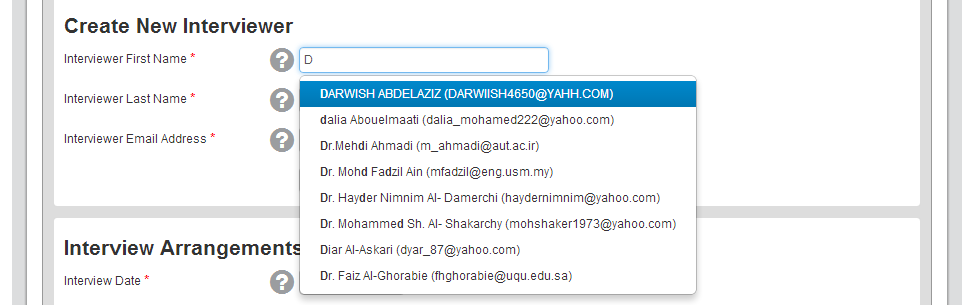 Create New Interviewer
Interviewer First Name *
? D
DARWISH ABDELAZIZ (DARWIISH4650@YAHH.COM)
Interviewer Last Name *
?
dalia Abouelmaati (dalia_mohamed222@yahoo.com)
Interviewer Email Address *
?
Dr.Mehdi Ahmadi (m_ahmadi@aut.ac.ir)
Dr. Mohd Fadzil Ain (mfadzil@eng.usm.my)
Dr. Hayder Nimnim Al- Damerchi (haydernimnim@yahoo.com)
Dr. Mohammed Sh. Al- Shakarchy (mohshaker1973@yahoo.com)
Interview Arrangements
Diar Al-Askari (dyar_87@yahoo.com)
Interview Date *
?
Dr. Faiz Al-Ghorabie (fhghorabie@uqu.edu.sa)